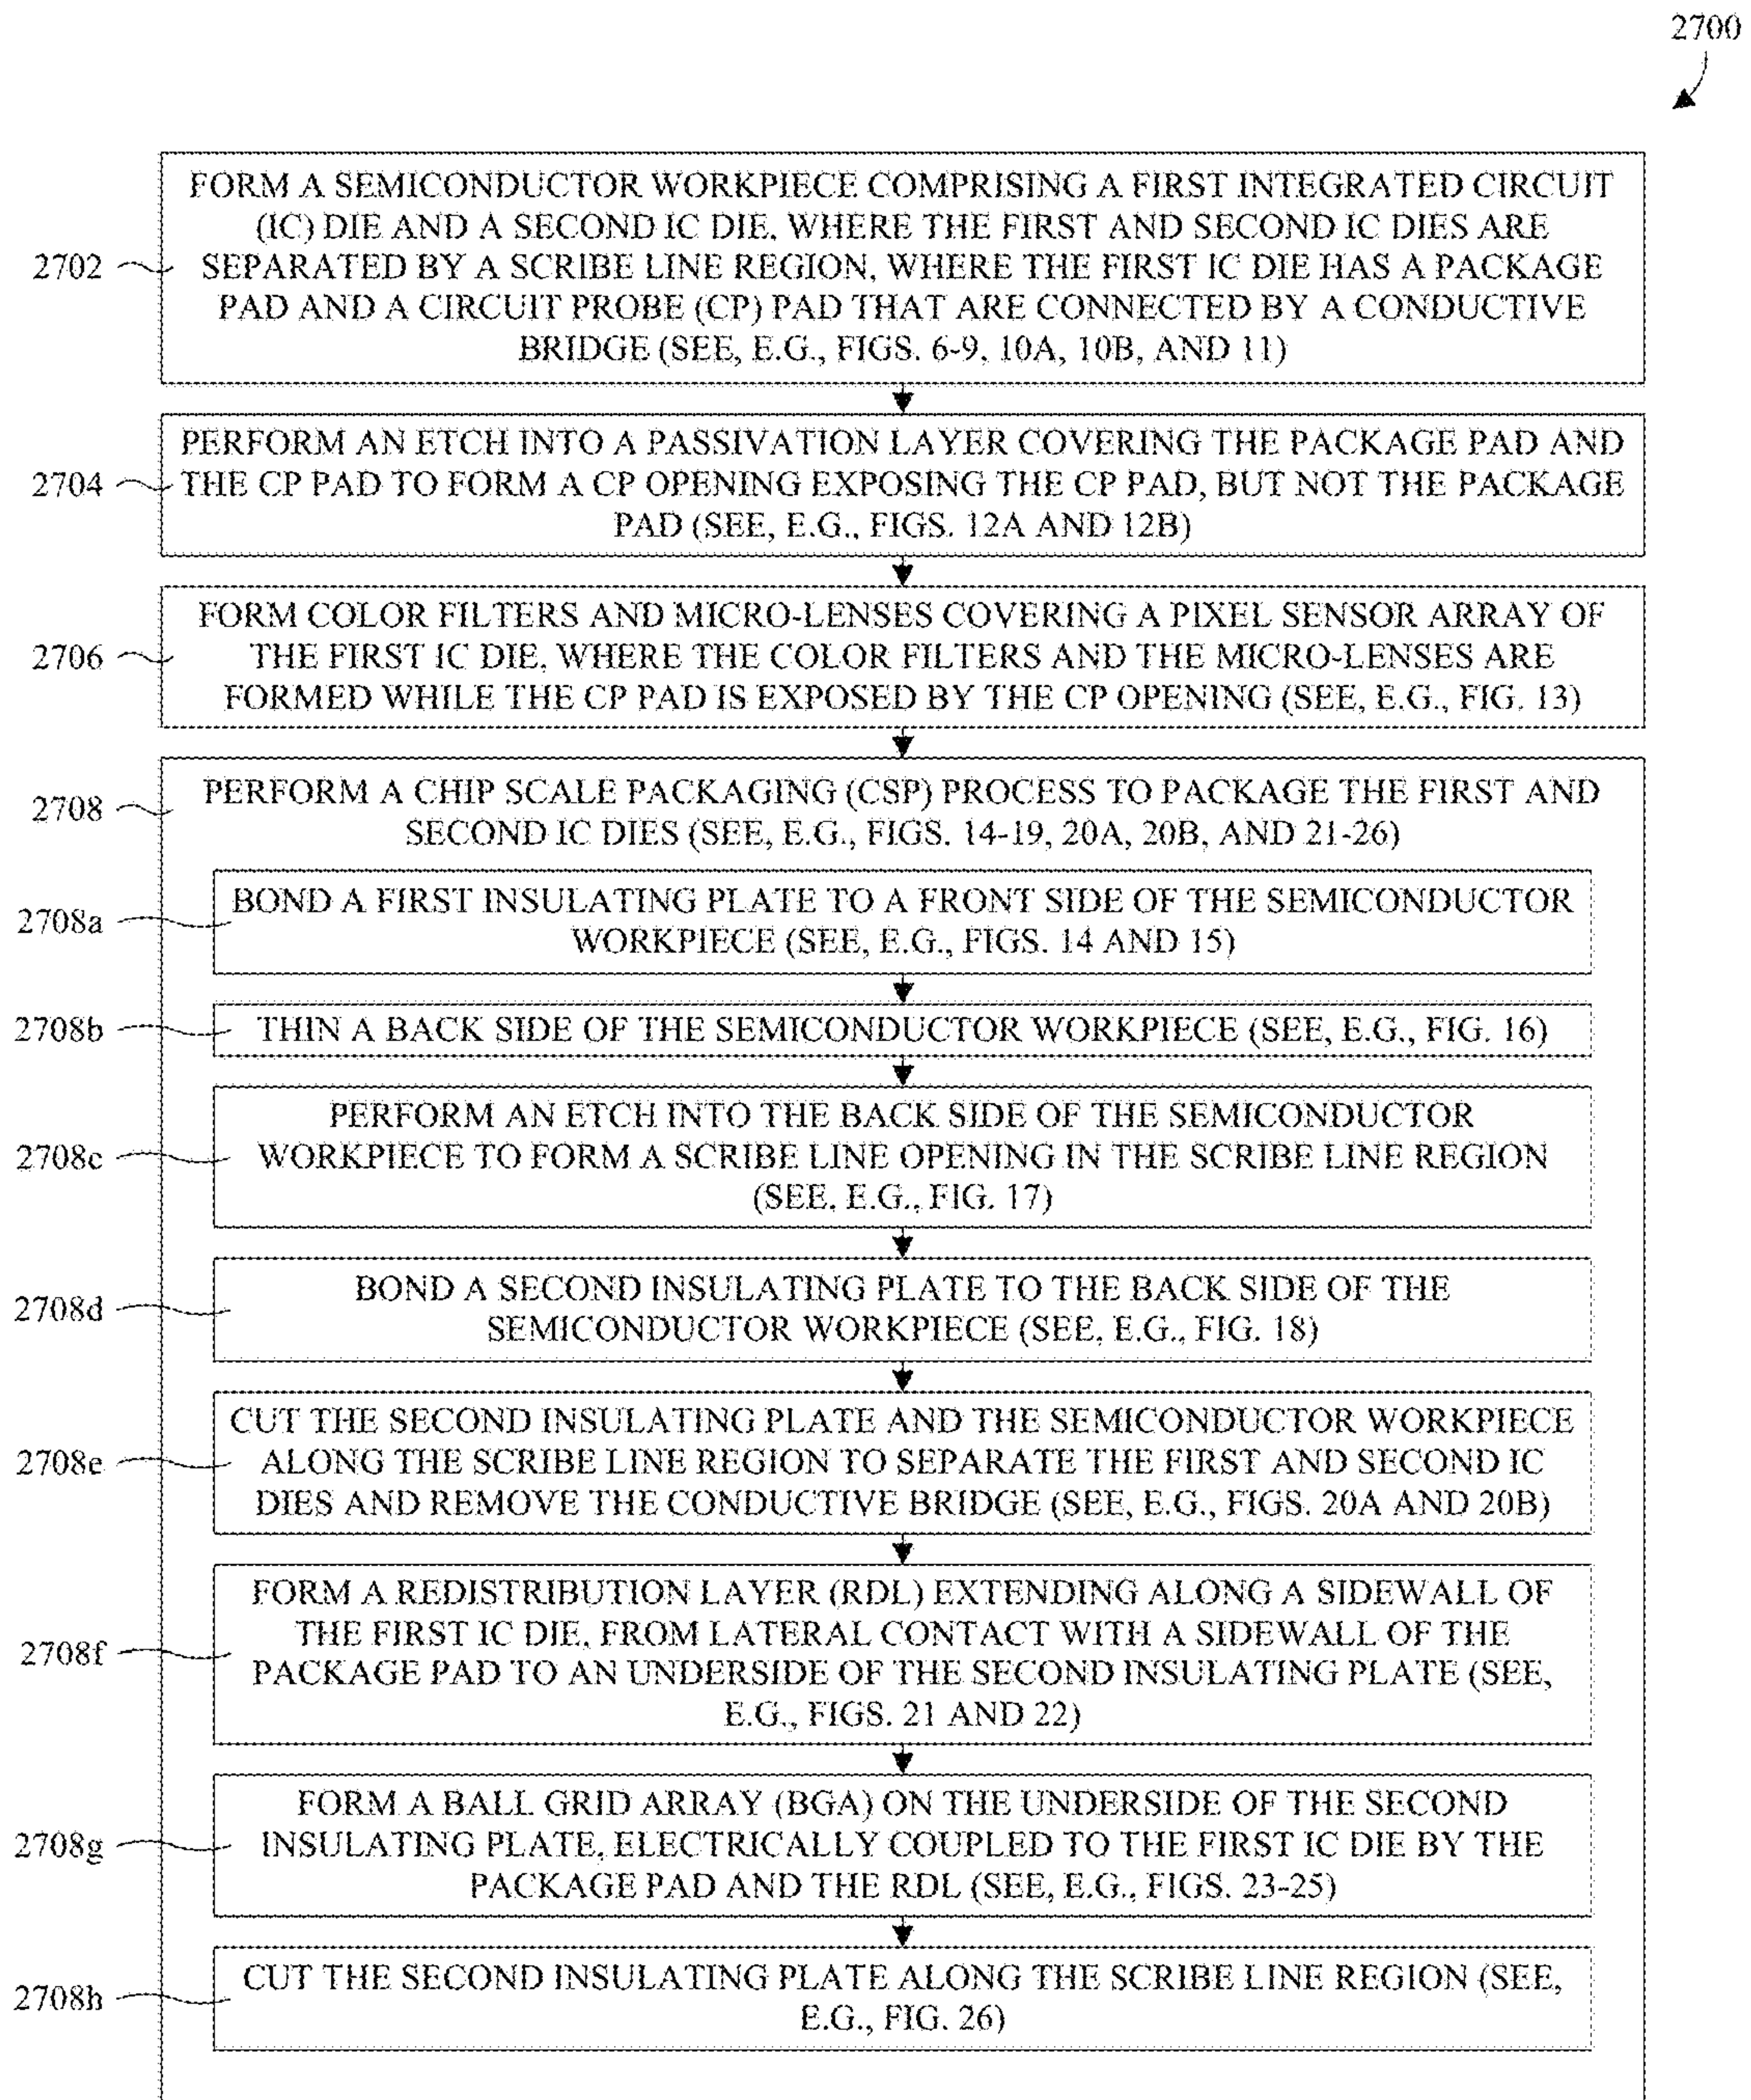 2700
FORM A SEMICONDUCTOR WORKPIECE COMPRISING A FIRST INTEGRATED CIRCUIT
(IC) DIE AND A SECOND IC DIE, WHERE THE FIRST AND SECOND IC DIES ARE
2702 SEPARATED BY A SCRIBE LINE REGION, WHERE THE FIRST IC DIE HAS A PACKAGE
PAD AND A CIRCUIT PROBE (CP) PAD THAT ARE CONNECTED BY A CONDUCTIVE
BRIDGE (SEE, E.G., FIGS. 6-9, 10A, 10B, AND 11)
PERFORM AN ETCH INTO A PASSIVATION LAYER COVERING THE PACKAGE PAD AND
2704 THE CP PAD TO FORM A CP OPENING EXPOSING THE CP PAD, BUT NOT THE PACKAGE
PAD (SEE, E.G., FIGS. 12A AND 12B)
FORM COLOR FILTERS AND MICRO-LENSES COVERING A PIXEL SENSOR ARRAY OF
2706 THE FIRST IC DIE, WHERE THE COLOR FILTERS AND THE MICRO-LENSES ARE
FORMED WHILE THE CP PAD IS EXPOSED BY THE CP OPENING (SEE, E.G., FIG. 13)
2708 PERFORM A CHIP SCALE PACKAGING (CSP) PROCESS TO PACKAGE THE FIRST AND
SECOND IC DIES (SEE, E.G., FIGS. 14-19, 20A, 20B, AND 21-26)
2708a BOND A FIRST INSULATING PLATE TO A FRONT SIDE OF THE SEMICONDUCTOR
WORKPIECE (SEE, E.G., FIGS. 14 AND 15)
2708b THIN A BACK SIDE OF THE SEMICONDUCTOR WORKPIECE (SEE, E.G., FIG. 16)
PERFORM AN ETCH INTO THE BACK SIDE OF THE SEMICONDUCTOR
2708c WORKPIECE TO FORM A SCRIBE LINE OPENING IN THE SCRIBE LINE REGION
(SEE, E.G., FIG. 17)
2708d BOND A SECOND INSULATING PLATE TO THE BACK SIDE OF THE
SEMICONDUCTOR WORKPIECE (SEE, E.G., FIG. 18)
CUT THE SECOND INSULATING PLATE AND THE SEMICONDUCTOR WORKPIECE
2708e ALONG THE SCRIBE LINE REGION TO SEPARATE THE FIRST AND SECOND IC
DIES AND REMOVE THE CONDUCTIVE BRIDGE (SEE, E.G., FIGS. 20A AND 20B)
FORM A REDISTRIBUTION LAYER (RDL) EXTENDING ALONG A SIDEWALL OF
2708f THE FIRST IC DIE, FROM LATERAL CONTACT WITH A SIDEWALL OF THE
PACKAGE PAD TO AN UNDERSIDE OF THE SECOND INSULATING PLATE (SEE,
E.G., FIGS. 21 AND 22)
FORM A BALL GRID ARRAY (BGA) ON THE UNDERSIDE OF THE SECOND
2708g INSULATING PLATE, ELECTRICALLY COUPLED TO THE FIRST IC DIE BY THE
PACKAGE PAD AND THE RDL (SEE, E.G., FIGS. 23-25)
2708h CUT THE SECOND INSULATING PLATE ALONG THE SCRIBE LINE REGION (SEE,
E.G., FIG. 26)